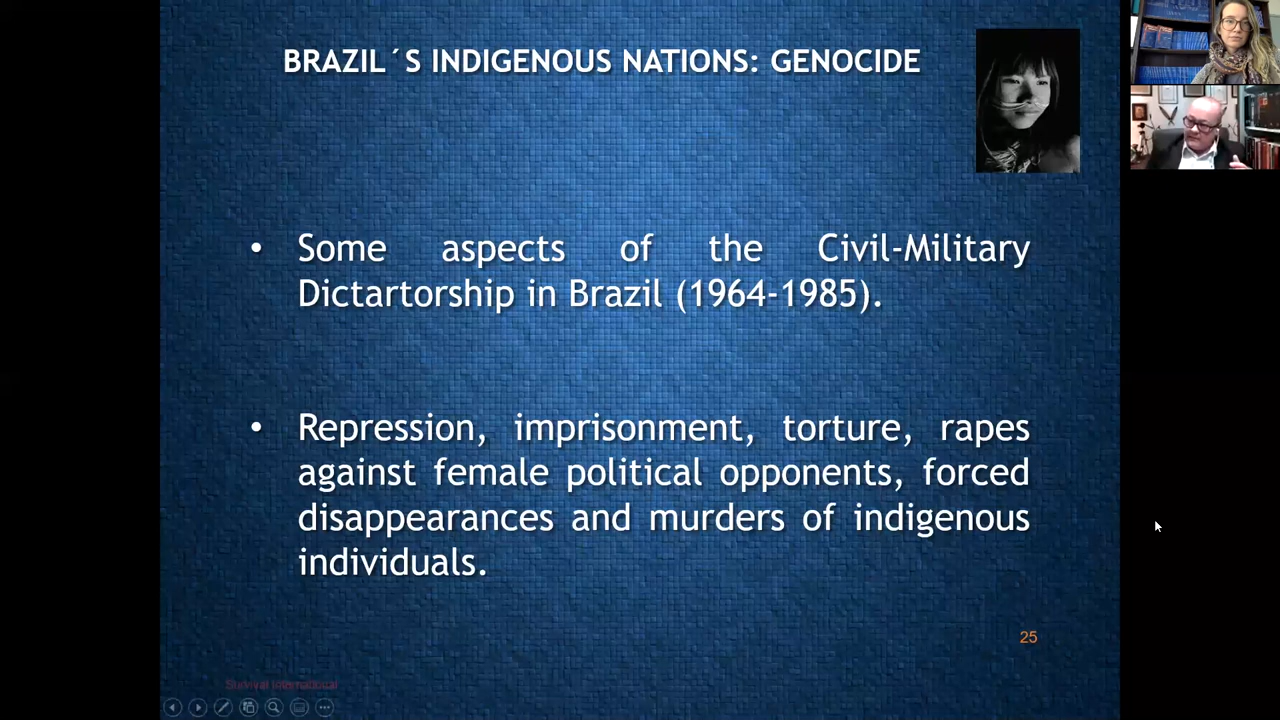 BRAZIL ´S INDIGENOUS NATIONS: GENOCIDE
• Some aspects of the Civil-Military
Dictartorship in Brazil (1964-1985).
• Repression, imprisonment, torture, rapes
against female political opponents, forced
disappearances and murders of indigenous
individuals.
25
Survival International